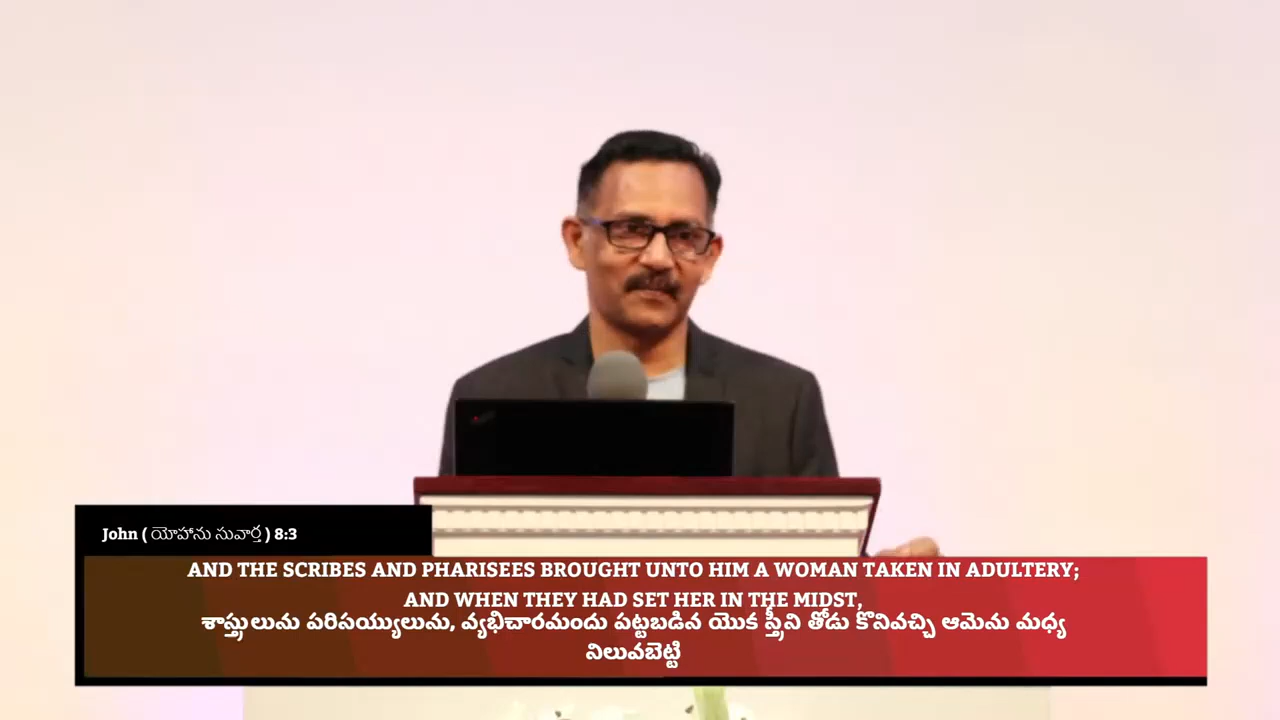 John ( యోహాను సువార్త ) 8:3
AND THE SCRIBES AND PHARISEES BROUGHT UNTO HIM A WOMAN TAKEN IN ADULTERY;
AND WHEN THEY HAD SET HER IN THE MIDST,
శాస్త్రులును పరిసయ్యులును, వ్యభిచారమందు పట్టబడిన యొక స్త్రీని తోడు కొనివచ్చి ఆమెను మధ్య
నిలువబెట్టి